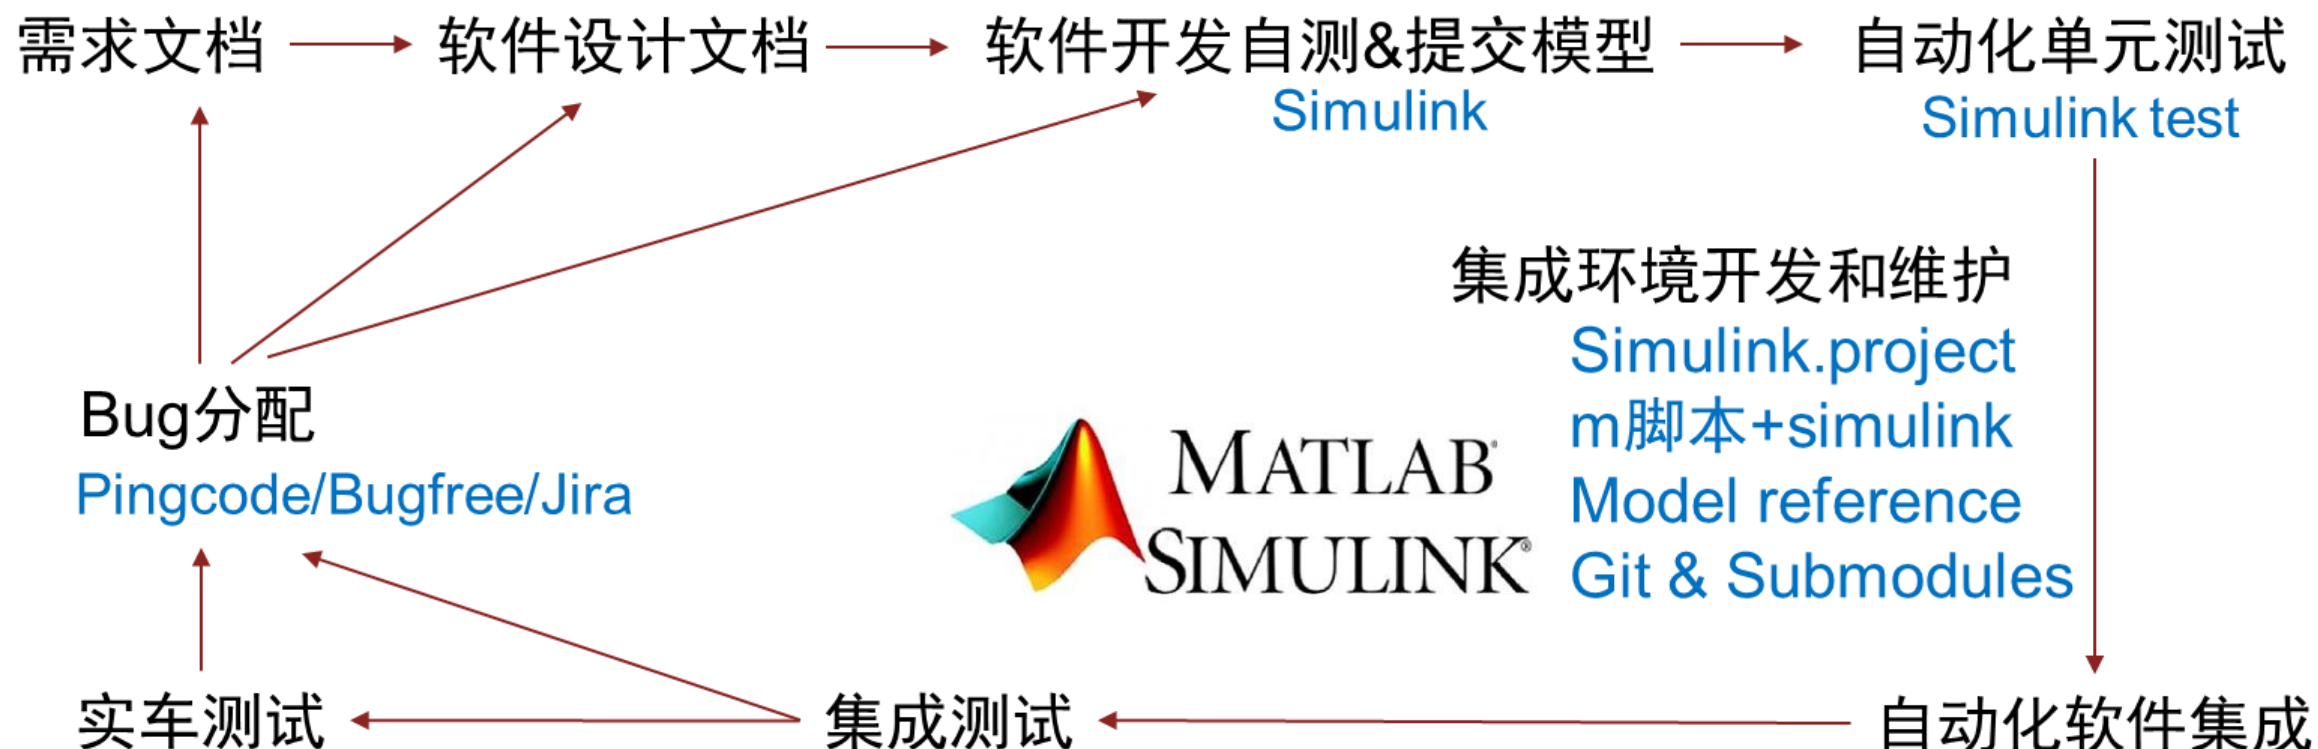 需求文档
软件设计文档
软件开发自测&提交模型
自动化单元测试
Simulink
Simulink test
集成环境开发和维护
Simulink.project
m脚本+simulink
Model reference
Git & Submodules
Bug分配
Pingcode/Bugfree/Jira
MATLAB®
SIMULINK®
实车测试
集成测试
自动化软件集成